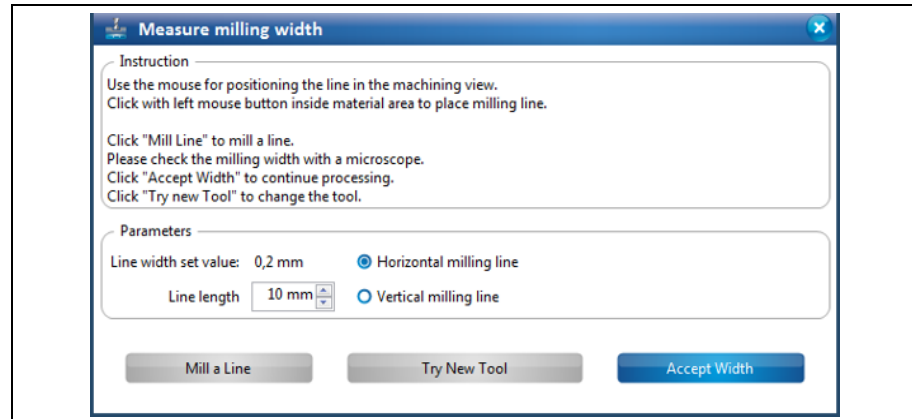 Measure milling width
Instruction
Use the mouse for positioning the line in the machining view.
Click with left mouse button inside material area to place milling line.
Click "Mill Line" to mill a line.
Please check the milling width with a microscope.
Click "Accept Width" to continue processing.
Click "Try new Tool" to change the tool.
Parameters
Line width set value: 0,2 mm Horizontal milling line
Line length 10 mm Vertical milling line
Mill a Line Try New Tool Accept Width